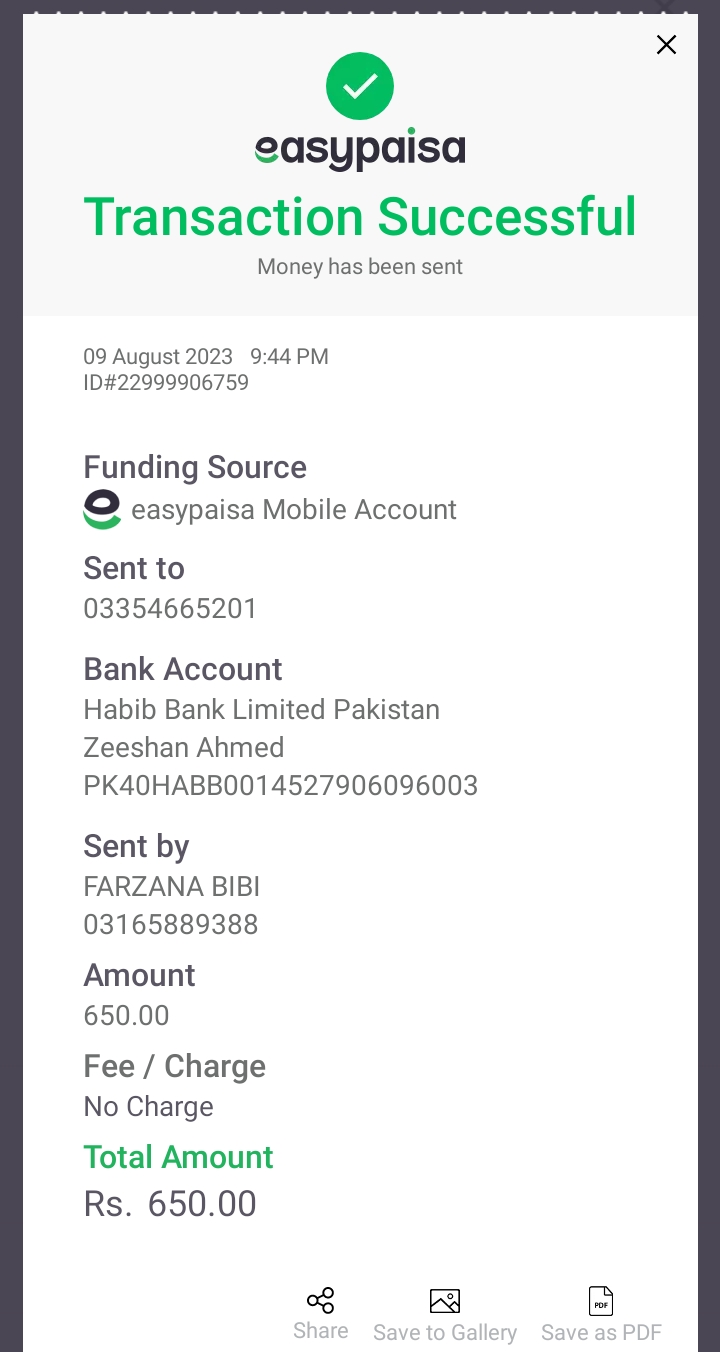 easypaisa
Transaction Successful
Money has been sent
09 August 2023 9:44 PM
ID#22999906759
Funding Source
easypaisa Mobile Account
Sent to
03354665201
Bank Account
Habib Bank Limited Pakistan
Zeeshan Ahmed
PK40HABB0014527906096003
Sent by
FARZANA BIBI
03165889388
Amount
650.00
Fee / Charge
No Charge
Total Amount
Rs. 650.00
PDF
Share Save to Gallery Save as PDF